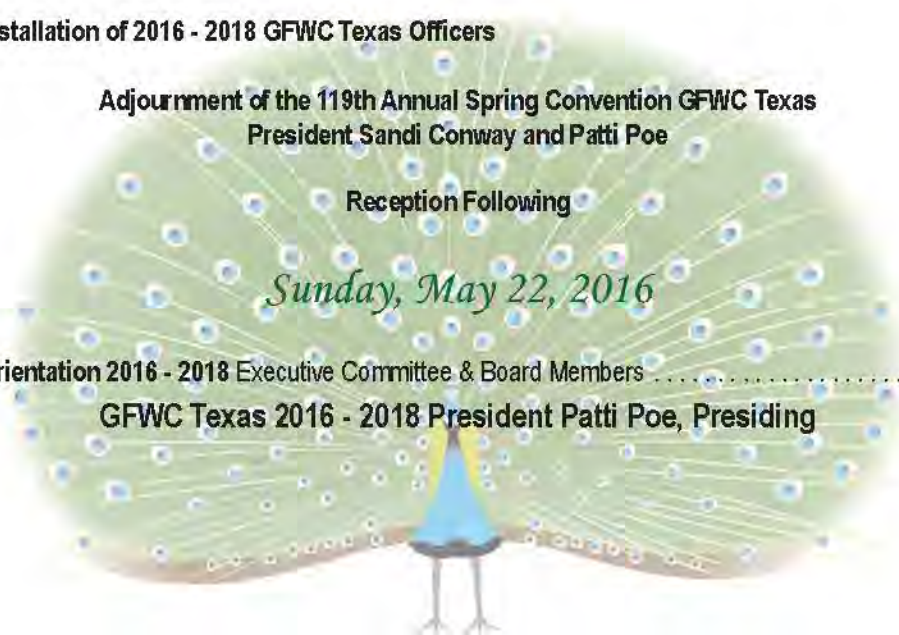 stallation of 2016 - 2018 GFWC Texas Officers
Adjournment of the 119th Annual Spring Convention GFWC Texas
President Sandi Conway and Patti Poe
Reception Following
Sunday, May 22, 2016
rientation 2016 - 2018 Executive Committee & Board Members . . . . . . . . . . . . . . . . . . . . .
GFWC Texas 2016 - 2018 President Patti Poe, Presiding